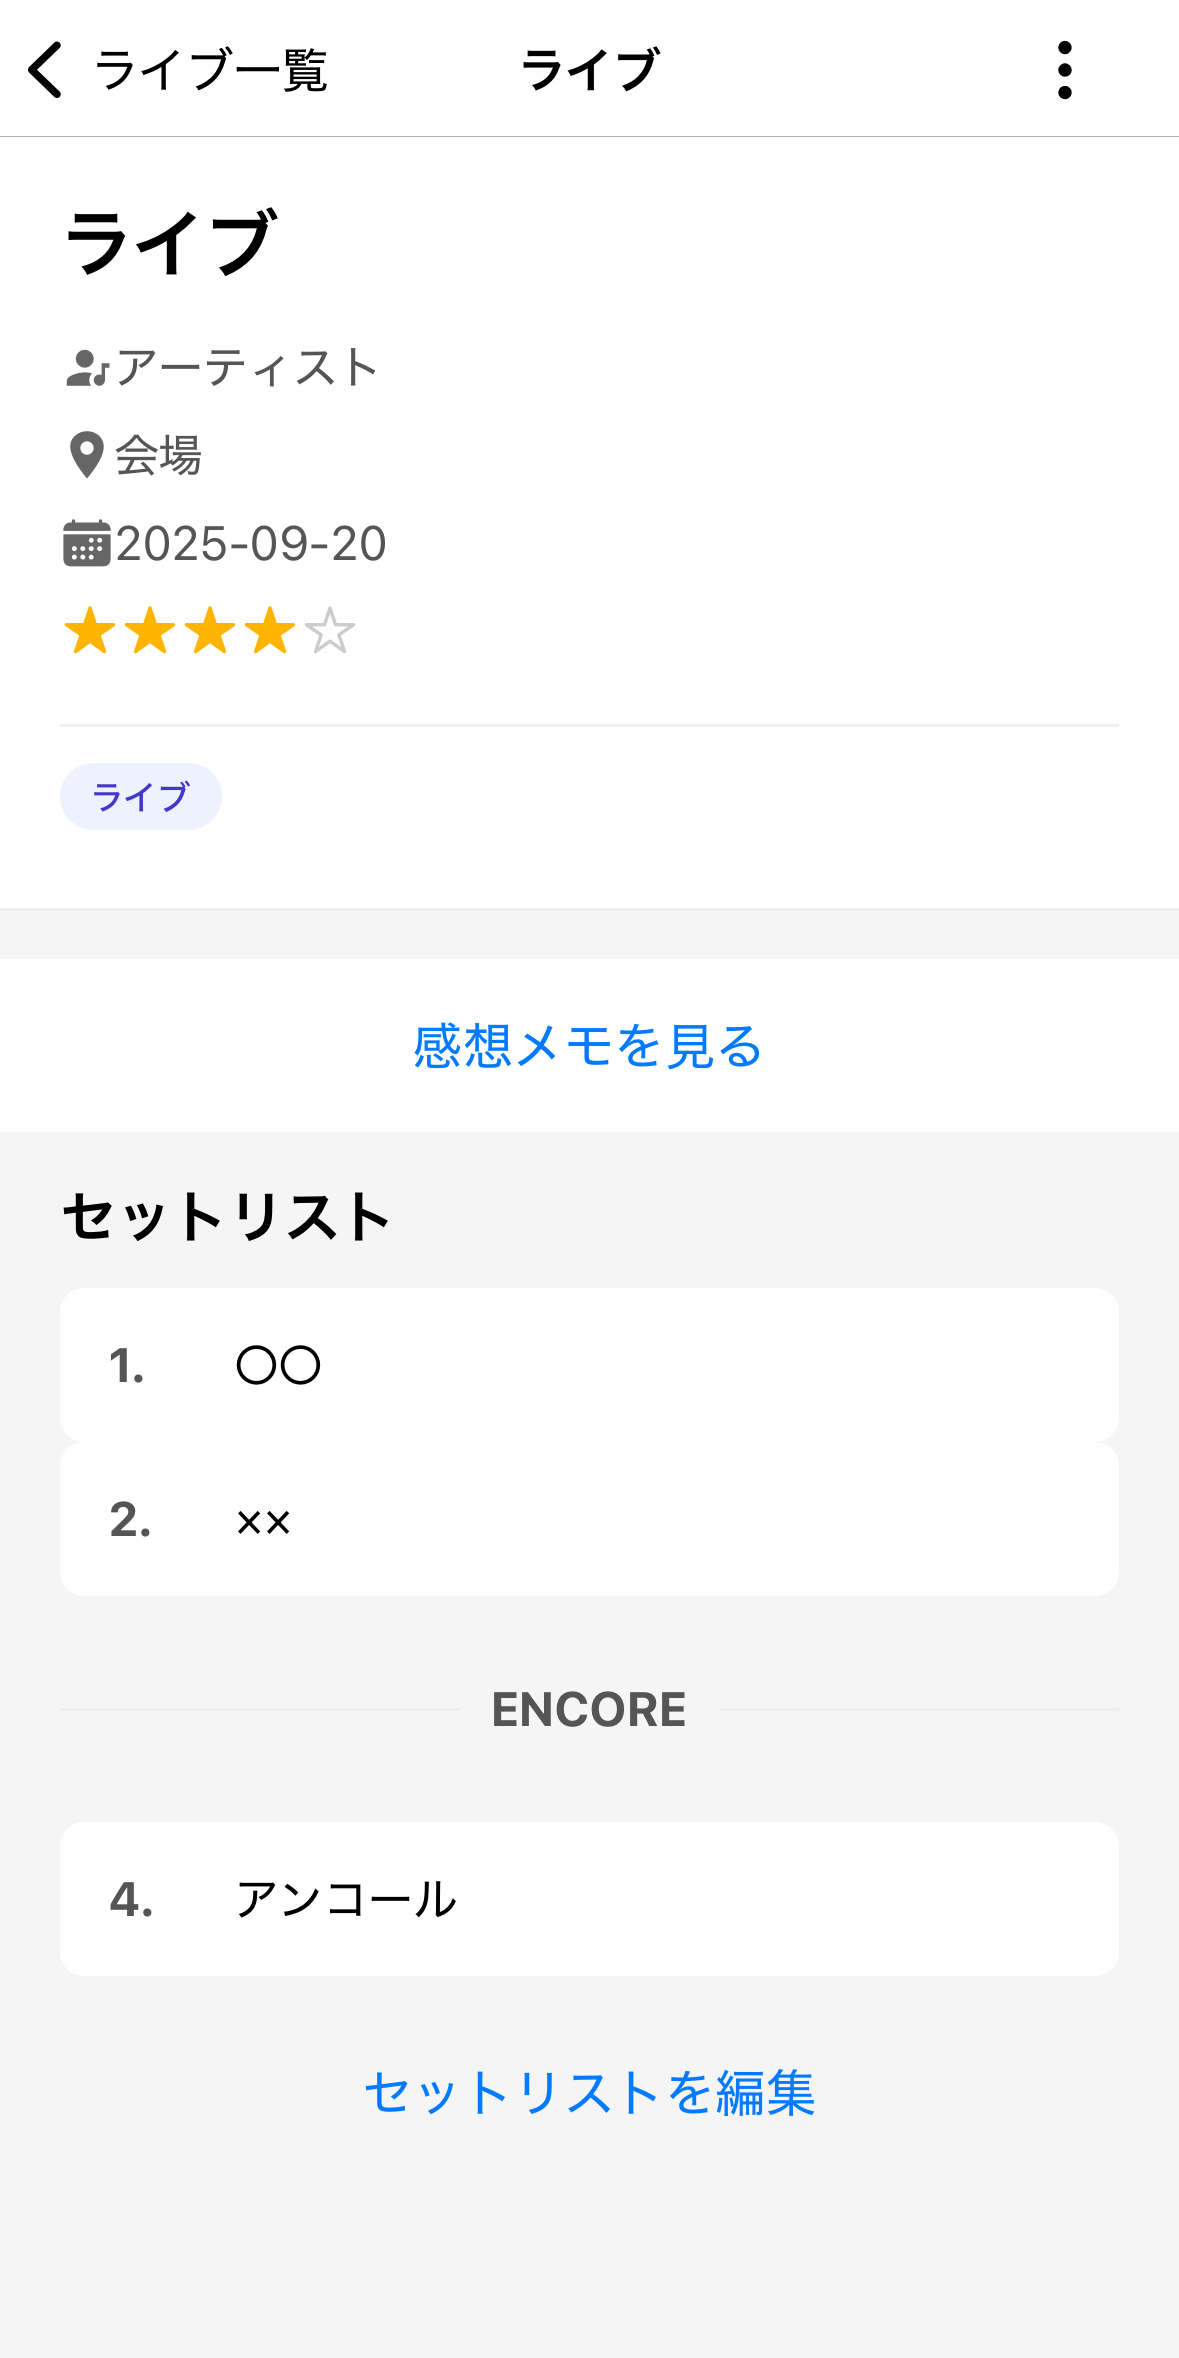 ライブ一覧 ライブ
ライブ
アーティスト
会場
2025-09-20
ライブ
感想メモを見る
セットリスト
1. 〇〇
2. ××
ENCORE
4. アンコール
セットリストを編集